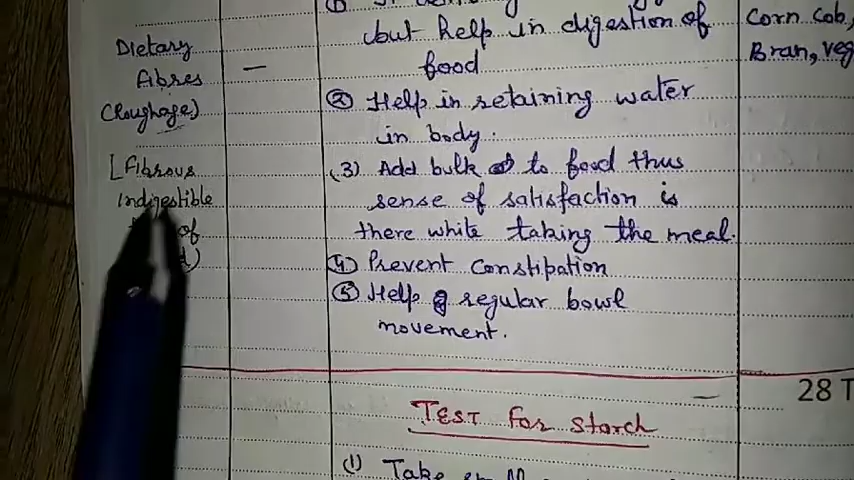 Dietary
Fibres
(Roughage)
[Fibrous
Indigestible
of
—
but help in digestion of
food
(2) Help in retaining water
in body.
(3) Add bulk to food thus
sense of satisfaction is
there white taking the meal.
(4) Prevent Constipation
(5) Help regular bowl
movement.
Corn Cob,
Bran, veg
—
28 T
TEST for starch
(1) Take